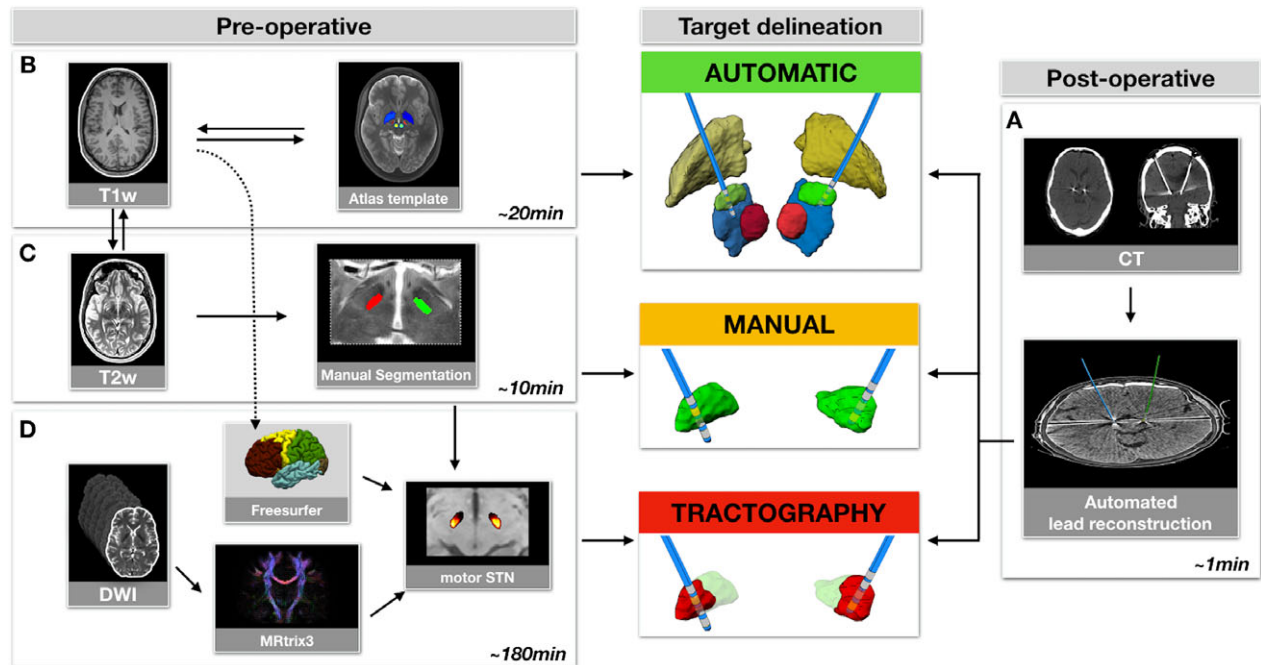 Pre-operative
B
T1w
Atlas template
~20min
C
T2w
Manual Segmentation
~10min
D
DWI
Freesurfer
MRtrix3
motor STN
~180min
Target delineation
AUTOMATIC
MANUAL
TRACTOGRAPHY
Post-operative
A
CT
Automated
lead reconstruction
~1min